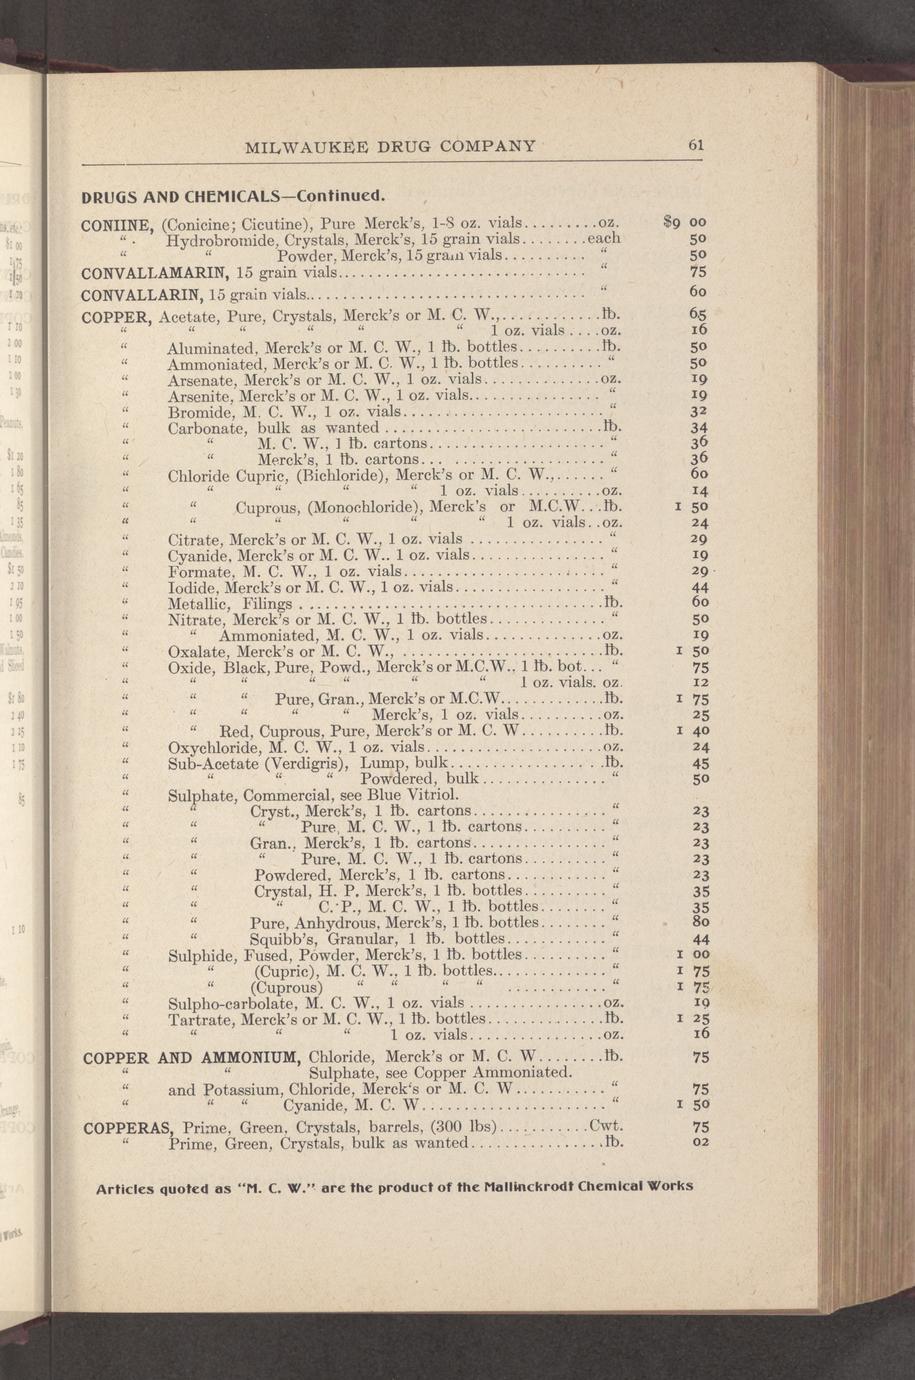 MILWAUKEE DRUG COMPANY 61
DRUGS AND CHEMICALS—Continued.
CONIINE, (Conicine; Cicutine), Pure Merck's, 1-8 oz. vials.........oz. $9 00
" Hydrobromide, Crystals, Merck's, 15 grain vials........each 50
" " Powder, Merck's, 15 grain vials.......... " 50
CONVALLAMARIN, 15 grain vials.............................. " 75
CONVALLARIN, 15 grain vials................................. " 60
COPPER, Acetate, Pure, Crystals, Merck's or M. C. W.,............lb. 65
" " " " " " 1 oz. vials ....oz. 16
" Aluminated, Merck's or M. C. W., 1 lb. bottles..........lb. 50
" Ammoniated, Merck's or M. C. W., 1 lb. bottles.......... " 50
" Arsenate, Merck's or M. C. W., 1 oz. vials..............oz. 19
" Arsenite, Merck's or M. C. W., 1 oz. vials................ " 19
" Bromide, M. C. W., 1 oz. vials........................ " 32
" Carbonate, bulk as wanted ..........................lb. 34
" " M. C. W., 1 lb. cartons..................... " 36
" " Merck's, 1 lb. cartons... .................. " 36
" Chloride Cupric, (Bichloride), Merck's or M. C. W.,...... " 60
" " " " " 1 oz. vials..........oz. 14
" " Cuprous, (Monochloride), Merck's or M.C.W...lb. 1 50
" " " " " " 1 oz. vials..oz. 24
" Citrate, Merck's or M. C. W., 1 oz. vials ................ " 29
" Cyanide, Merck's or M. C. W.. 1 oz. vials................ " 19
" Formate, M. C. W., 1 oz. vials........................ " 29
" Iodide, Merck's or M. C. W., 1 oz. vials.................. " 44
" Metallic, Filings ....................................lb. 60
" Nitrate, Merck's or M. C. W., 1 lb. bottles.............. " 50
" " Ammoniated, M. C. W., 1 oz. vials..............oz. 19
" Oxalate, Merck's or M. C. W., ........................lb. 1 50
" Oxide, Black, Pure, Powd., Merck's or M.C.W.. 1 lb. bot... " 75
" " " " " " " 1 oz. vials. oz. 12
" " " Pure, Gran., Merck's or M.C.W............lb. 1 75
" " " " " Merck's, 1 oz. vials..........oz. 25
" " Red, Cuprous, Pure, Merck's or M. C. W..........lb. 1 40
" Oxychloride, M. C. W., 1 oz. vials.....................oz. 24
" Sub-Acetate (Verdigris), Lump, bulk...................lb. 45
" " " " Powdered, bulk............... " 50
" Sulphate, Commercial, see Blue Vitriol.
" " Cryst., Merck's, 1 lb. cartons................ " 23
" " " Pure, M. C. W., 1 lb. cartons.......... " 23
" " Gran., Merck's, 1 lb. cartons................ " 23
" " " Pure, M. C. W., 1 lb. cartons.......... " 23
" " Powdered, Merck's, 1 lb. cartons............ " 23
" " Crystal, H. P. Merck's, 1 lb. bottles.......... " 35
" " " C. P., M. C. W., 1 lb. bottles........ " 35
" " Pure, Anhydrous, Merck's, 1 lb. bottles........ " 80
" " Squibb's, Granular, 1 lb. bottles............ " 44
" Sulphide, Fused, Powder, Merck's, 1 lb. bottles.......... " 1 00
" " (Cupric), M. C. W., 1 lb. bottles.............. " 1 75
" " (Cuprous) " " " " ............ " 1 75
" Sulpho-carbolate, M. C. W., 1 oz. vials ................oz. 19
" Tartrate, Merck's or M. C. W., 1 lb. bottles..............lb. 1 25
" " " " 1 oz. vials................oz. 16
COPPER AND AMMONIUM, Chloride, Merck's or M. C. W........lb. 75
" " Sulphate, see Copper Ammoniated.
" and Potassium, Chloride, Merck's or M. C. W........... " 75
" " " Cyanide, M. C. W...................... " 1 50
COPPERAS, Prime, Green, Crystals, barrels, (300 lbs)...........Cwt. 75
" Prime, Green, Crystals, bulk as wanted................lb. 02
Articles quoted as "M. C. W." are the product of the Mallinckrodt Chemical Works